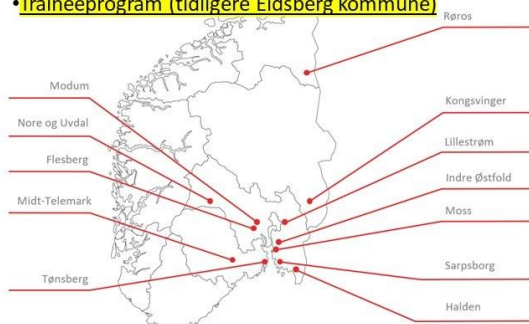 •Traineeprogram (tidligere Eidsberg kommune)
Røros
Modum
Nore og Uvdal
Flesberg
Midt-Telemark
Tønsberg
Kongsvinger
Lillestrøm
Indre Østfold
Moss
Sarpsborg
Halden